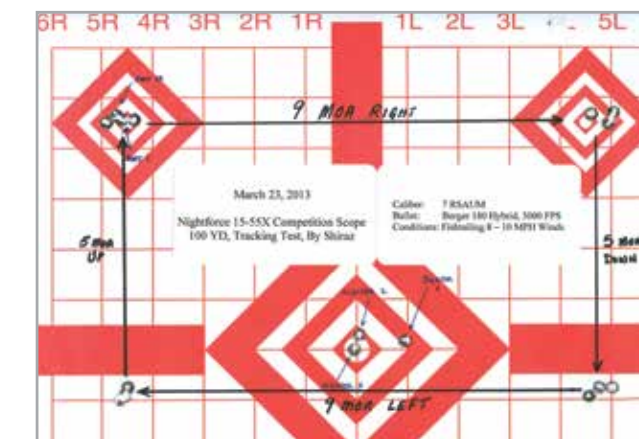 6R 5R 4R 3R 2R 1R 1L 2L 3L 5L
9 MOA RIGHT
March 23, 2013
Nightforce 15-55X Competition Scope
100 YD, Tracking Test, By Shiraz
Caliber: 7 RSAUM
Bullet: Berger 180 Hybrid, 3000 FPS
Conditions: Fishtailing 8 – 10 MPH Winds
5 MOA
UP
5 MOA
DOWN
9 MOA LEFT